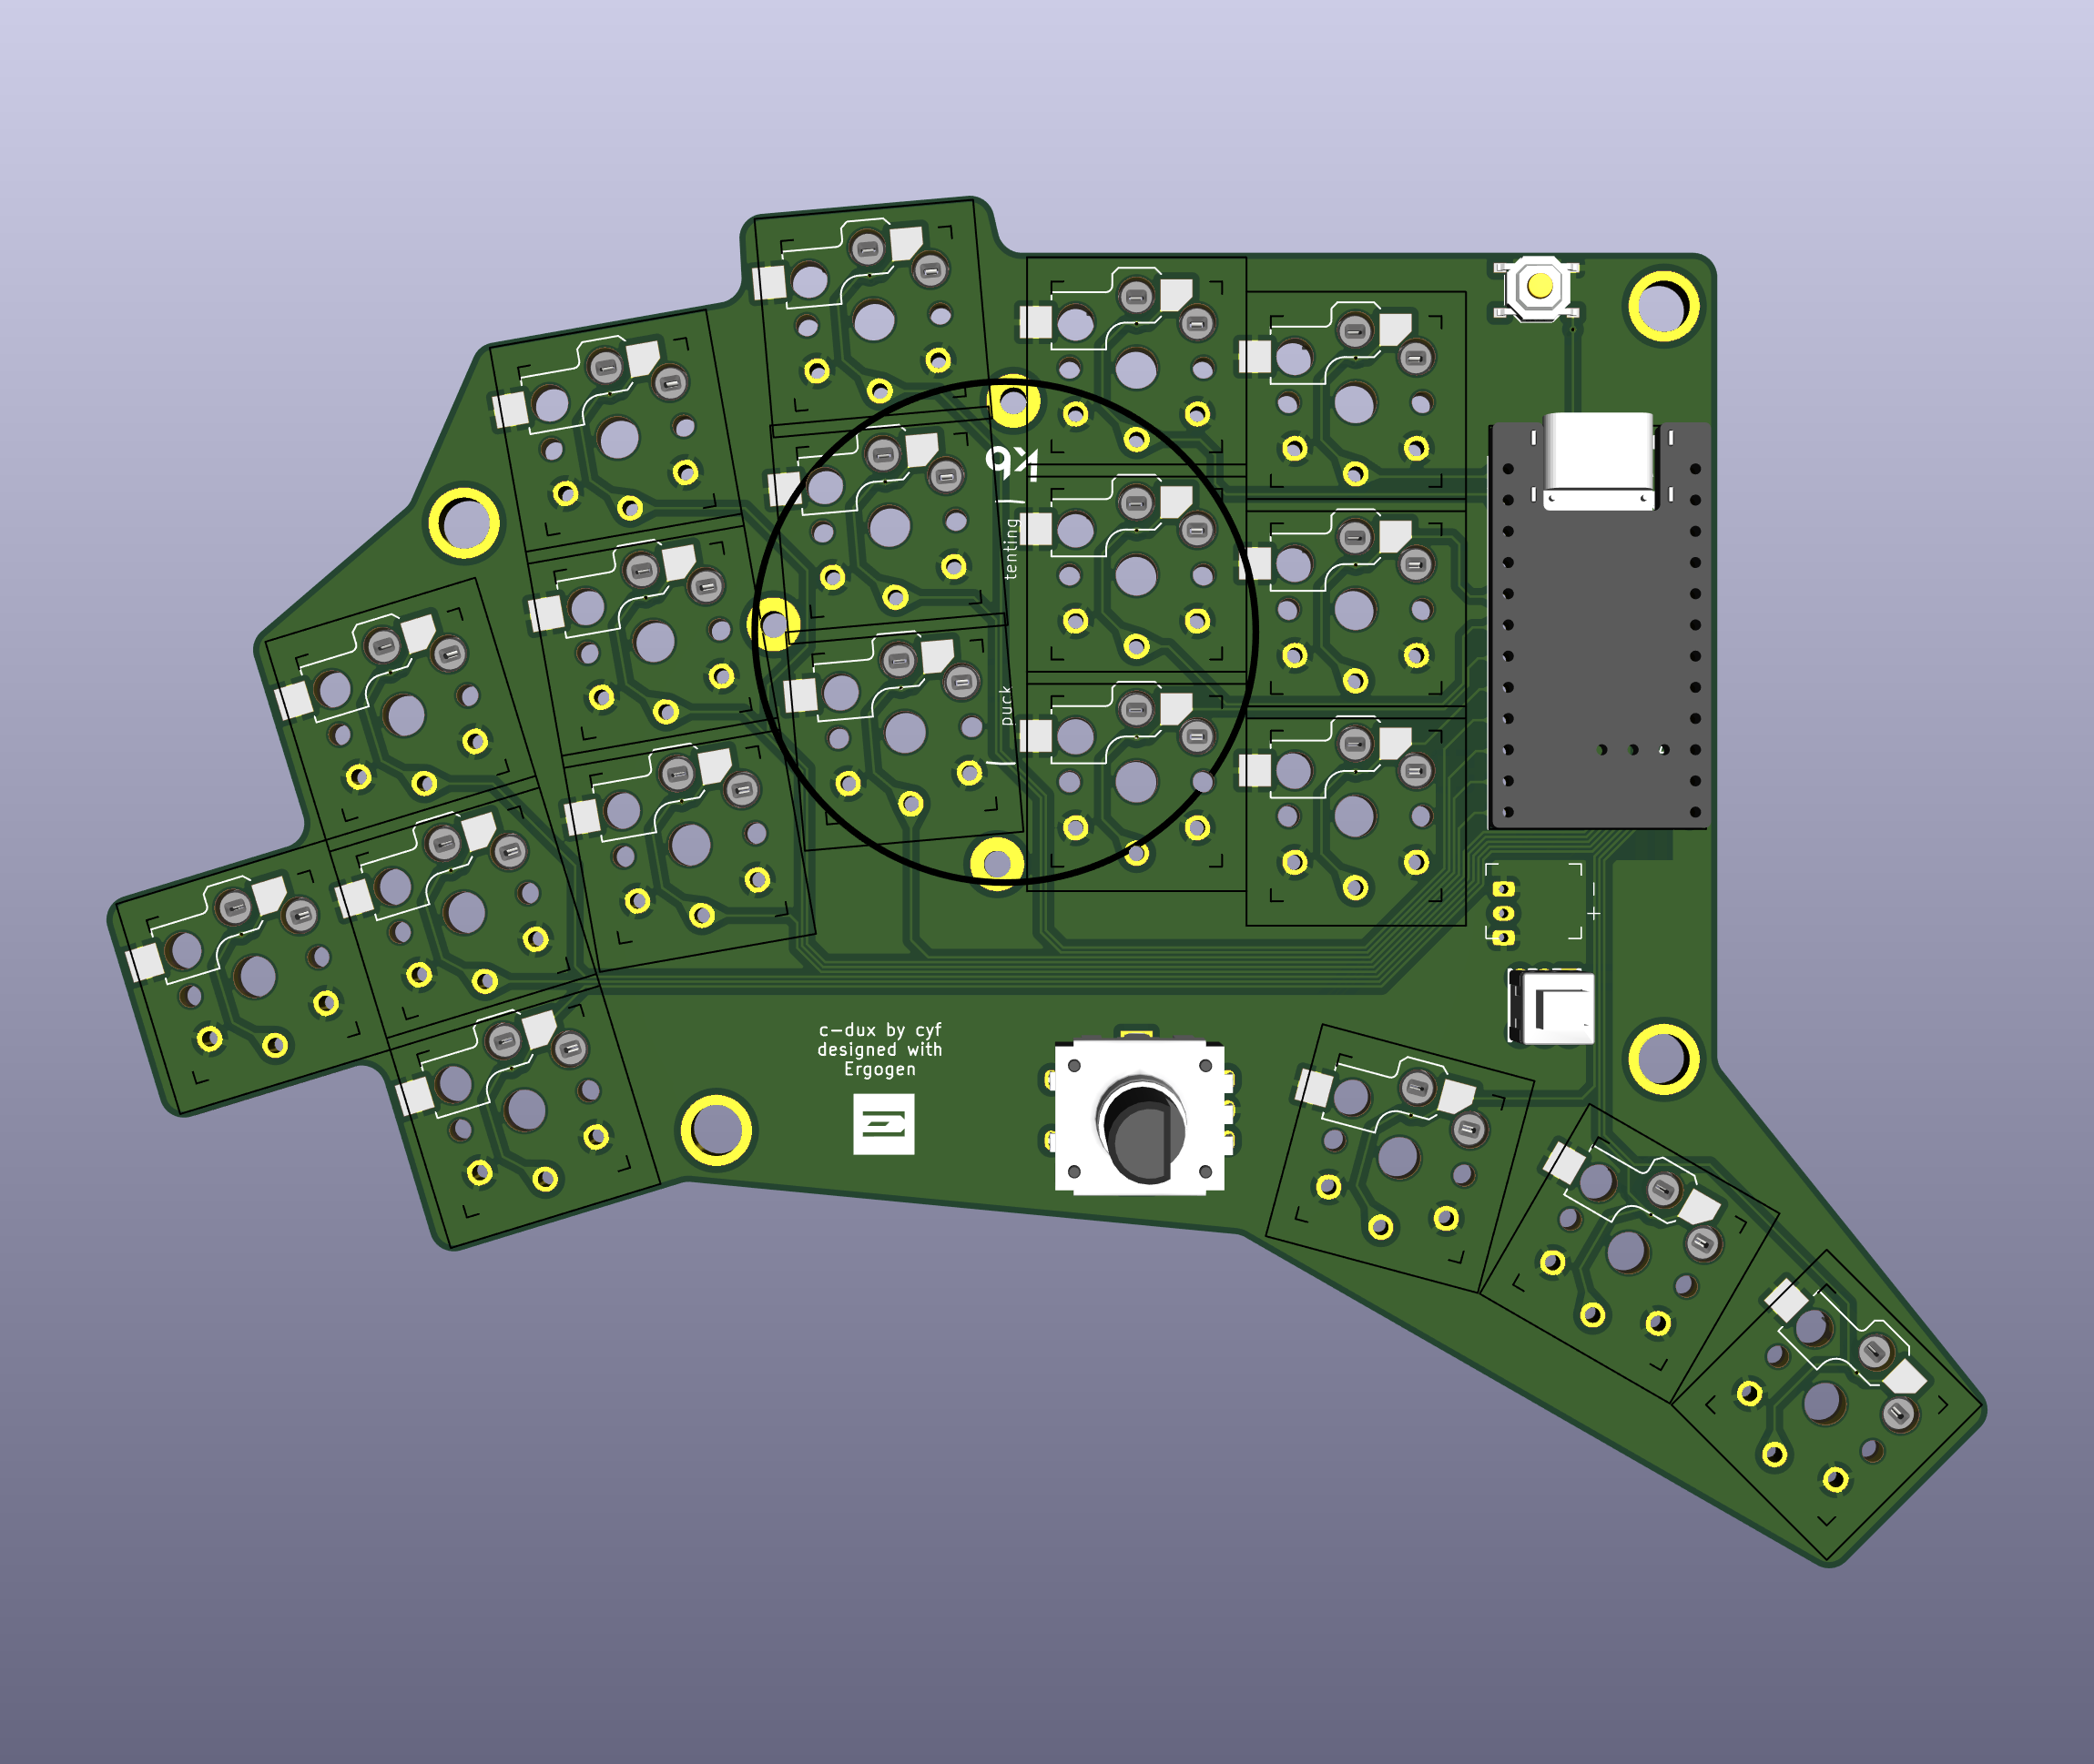 tenting
puck
c-dux by cyf
designed with
Ergogen